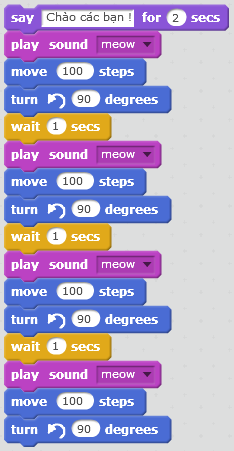 say Chào các bạn ! for 2 secs
play sound meow
move 100 steps
turn 90 degrees
wait 1 secs
play sound meow
move 100 steps
turn 90 degrees
wait 1 secs
play sound meow
move 100 steps
turn 90 degrees
wait 1 secs
play sound meow
move 100 steps
turn 90 degrees